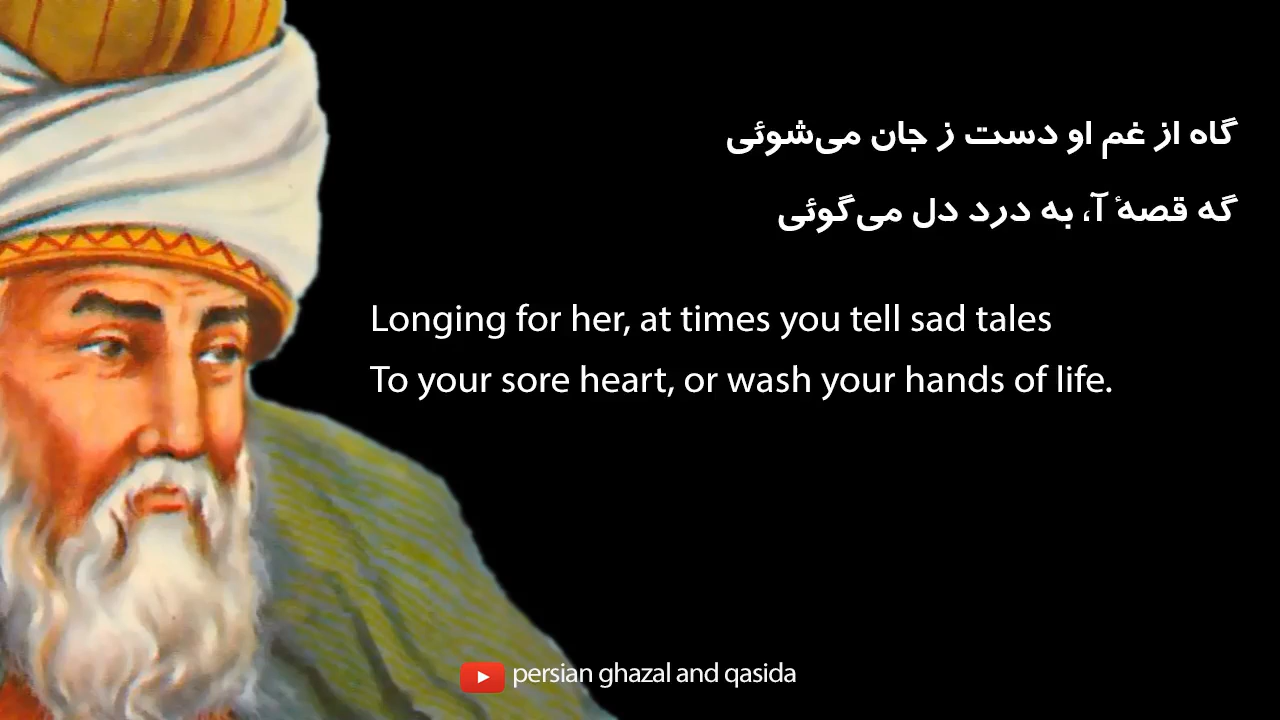 گاه از غم او دست ز جان می‌شوئی
گه قصهٔ آ، به درد دل می‌گوئی
Longing for her, at times you tell sad tales
To your sore heart, or wash your hands of life.
persian ghazal and qasida